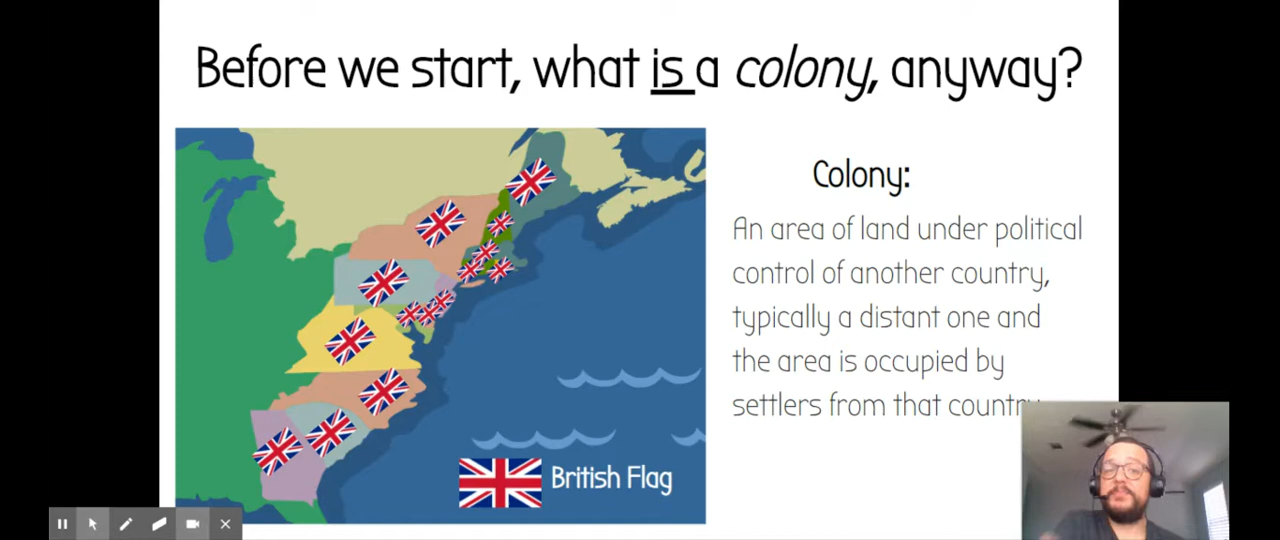 Before we start, what is a colony, anyway?
Colony:
An area of land under political
control of another country,
typically a distant one and
the area is occupied by
settlers from that country
British Flag